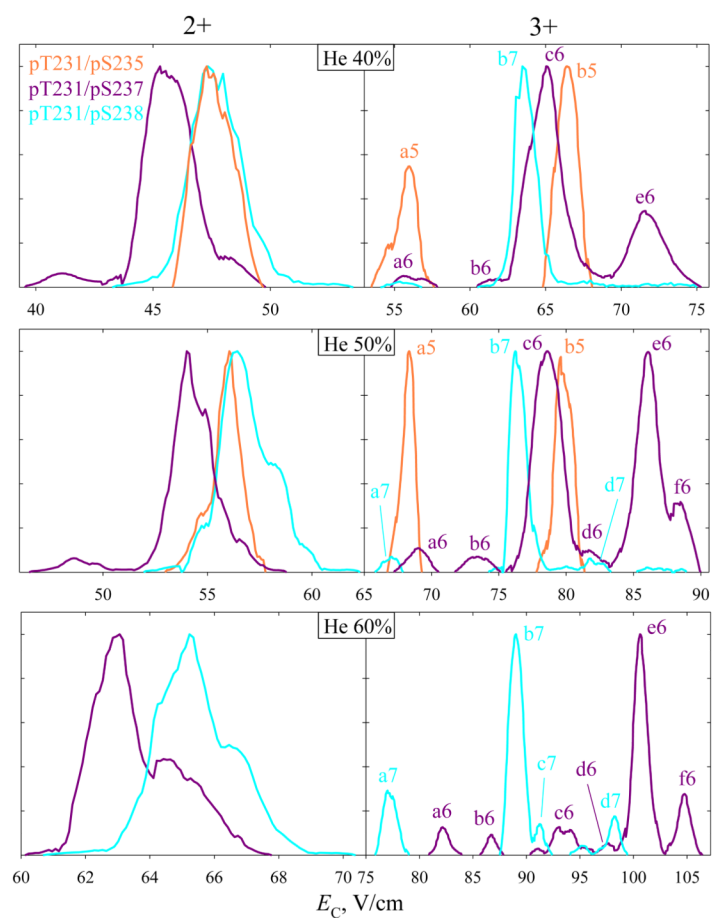 2+ 3+
He 40%
pT231/pS235
pT231/pS237
pT231/pS238
b7 c6 b5
a5
e6
a6 b6
40 45 50 55 60 65 70 75
He 50%
a5 b7 c6 b5 e6
a7 d7 f6
a6 b6 d6
50 55 60 65 70 75 80 85 90
He 60%
b7 e6
a7 c7 d6 f6
a6 b6 c6 d7
60 62 64 66 68 70 75 80 85 90 95 100 105
EC, V/cm